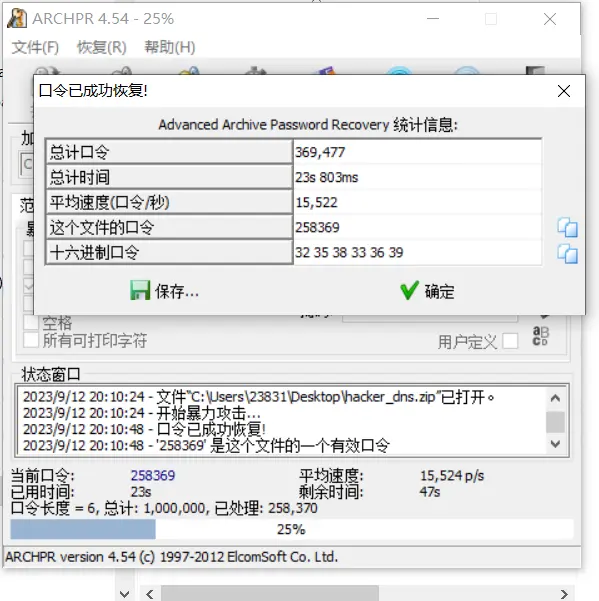 ARCHPR 4.54 - 25%
文件(F) 恢复(R) 帮助(H)
口令已成功恢复!
Advanced Archive Password Recovery 统计信息:
总计口令 369,477
总计时间 23s 803ms
平均速度(口令/秒) 15,522
这个文件的口令 258369
十六进制口令 32 35 38 33 36 39
保存... 确定
空格
所有可打印字符 用户定义
状态窗口
2023/9/12 20:10:24 - 文件“C:\Users\23831\Desktop\hacker_dns.zip”已打开。
2023/9/12 20:10:24 - 开始暴力攻击...
2023/9/12 20:10:48 - 口令已成功恢复!
2023/9/12 20:10:48 - '258369' 是这个文件的一个有效口令
当前口令: 258369 平均速度: 15,524 p/s
已用时间: 23s 剩余时间: 47s
口令长度 = 6, 总计: 1,000,000, 已处理: 258,370
25%
ARCHPR version 4.54 (c) 1997-2012 ElcomSoft Co. Ltd.